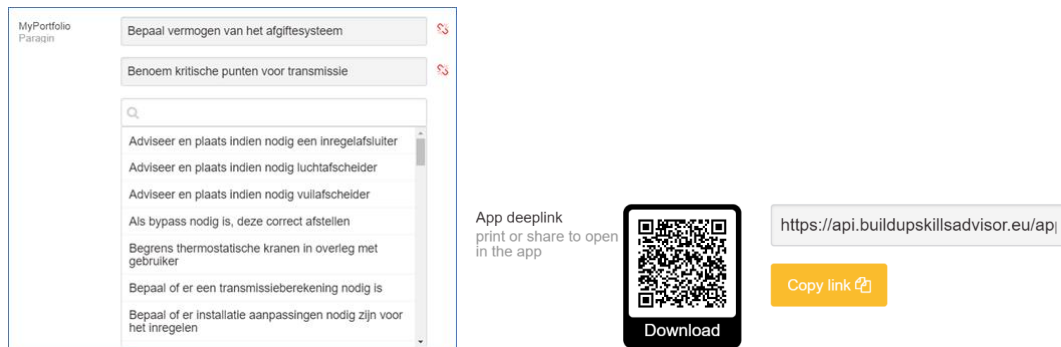 MyPortfolio
Paragin
Bepaal vermogen van het afgiftesysteem
Benoem kritische punten voor transmissie
Adviseer en plaats indien nodig een inregelafsluiter
Adviseer en plaats indien nodig luchtafscheider
Adviseer en plaats indien nodig vuilafscheider
Als bypass nodig is, deze correct afstellen
Begrens thermostatische kranen in overleg met
gebruiker
Bepaal of er een transmissieberekening nodig is
Bepaal of er installatie aanpassingen nodig zijn voor
het inregelen
App deeplink
print or share to open
in the app
Download
https://api.buildupskillsadvisor.eu/app
Copy link